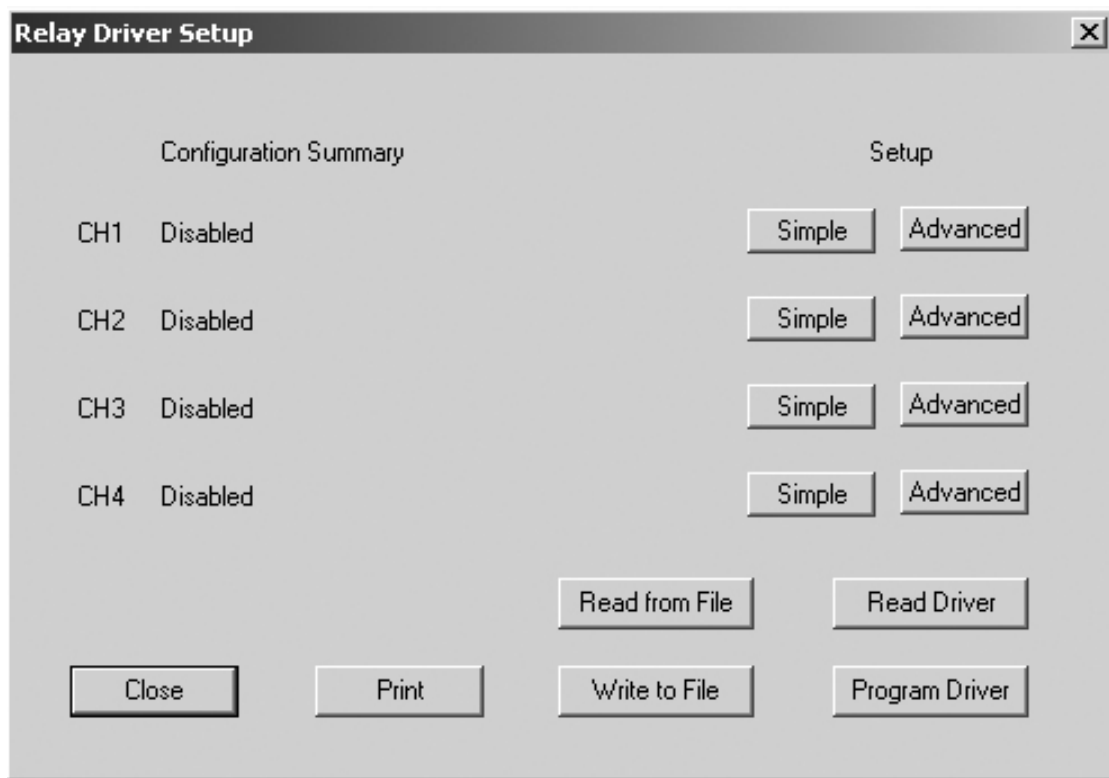 Relay Driver Setup
Configuration Summary Setup
CH1 Disabled Simple Advanced
CH2 Disabled Simple Advanced
CH3 Disabled Simple Advanced
CH4 Disabled Simple Advanced
Read from File Read Driver
Close Print Write to File Program Driver